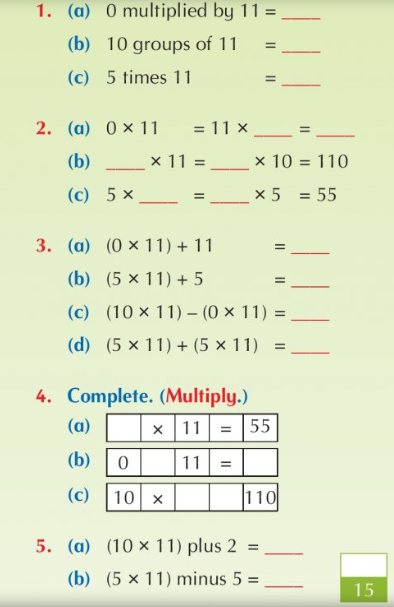 1. (a) 0 multiplied by 11 = ____
(b) 10 groups of 11 = ____
(c) 5 times 11 = ____
2. (a) 0 × 11 = 11 × ____ = ____
(b) ____ × 11 = ____ × 10 = 110
(c) 5 × ____ = ____ × 5 = 55
3. (a) (0 × 11) + 11 = ____
(b) (5 × 11) + 5 = ____
(c) (10 × 11) – (0 × 11) = ____
(d) (5 × 11) + (5 × 11) = ____
4. Complete. (Multiply.)
(a) × 11 = 55
(b) 0 11 =
(c) 10 × 110
5. (a) (10 × 11) plus 2 = ____
(b) (5 × 11) minus 5 = ____
15